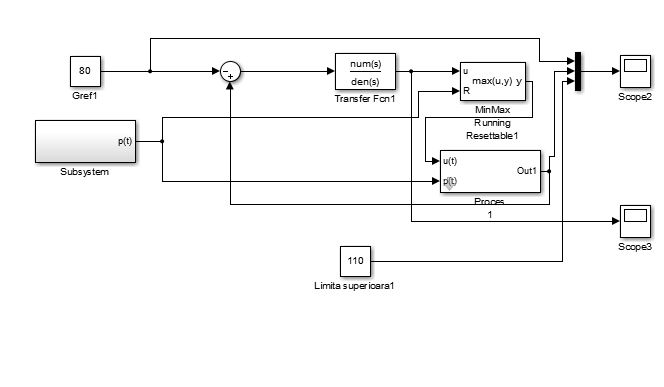 80
Gref1
-
+
num(s)
den(s)
Transfer Fcn1
u
R
max(u,y)
y
MinMax
Running
Resettable1
Scope2
p(t)
Subsystem
u(t)
p(t)
Out1
Proces
1
Scope3
110
Limita superioara1